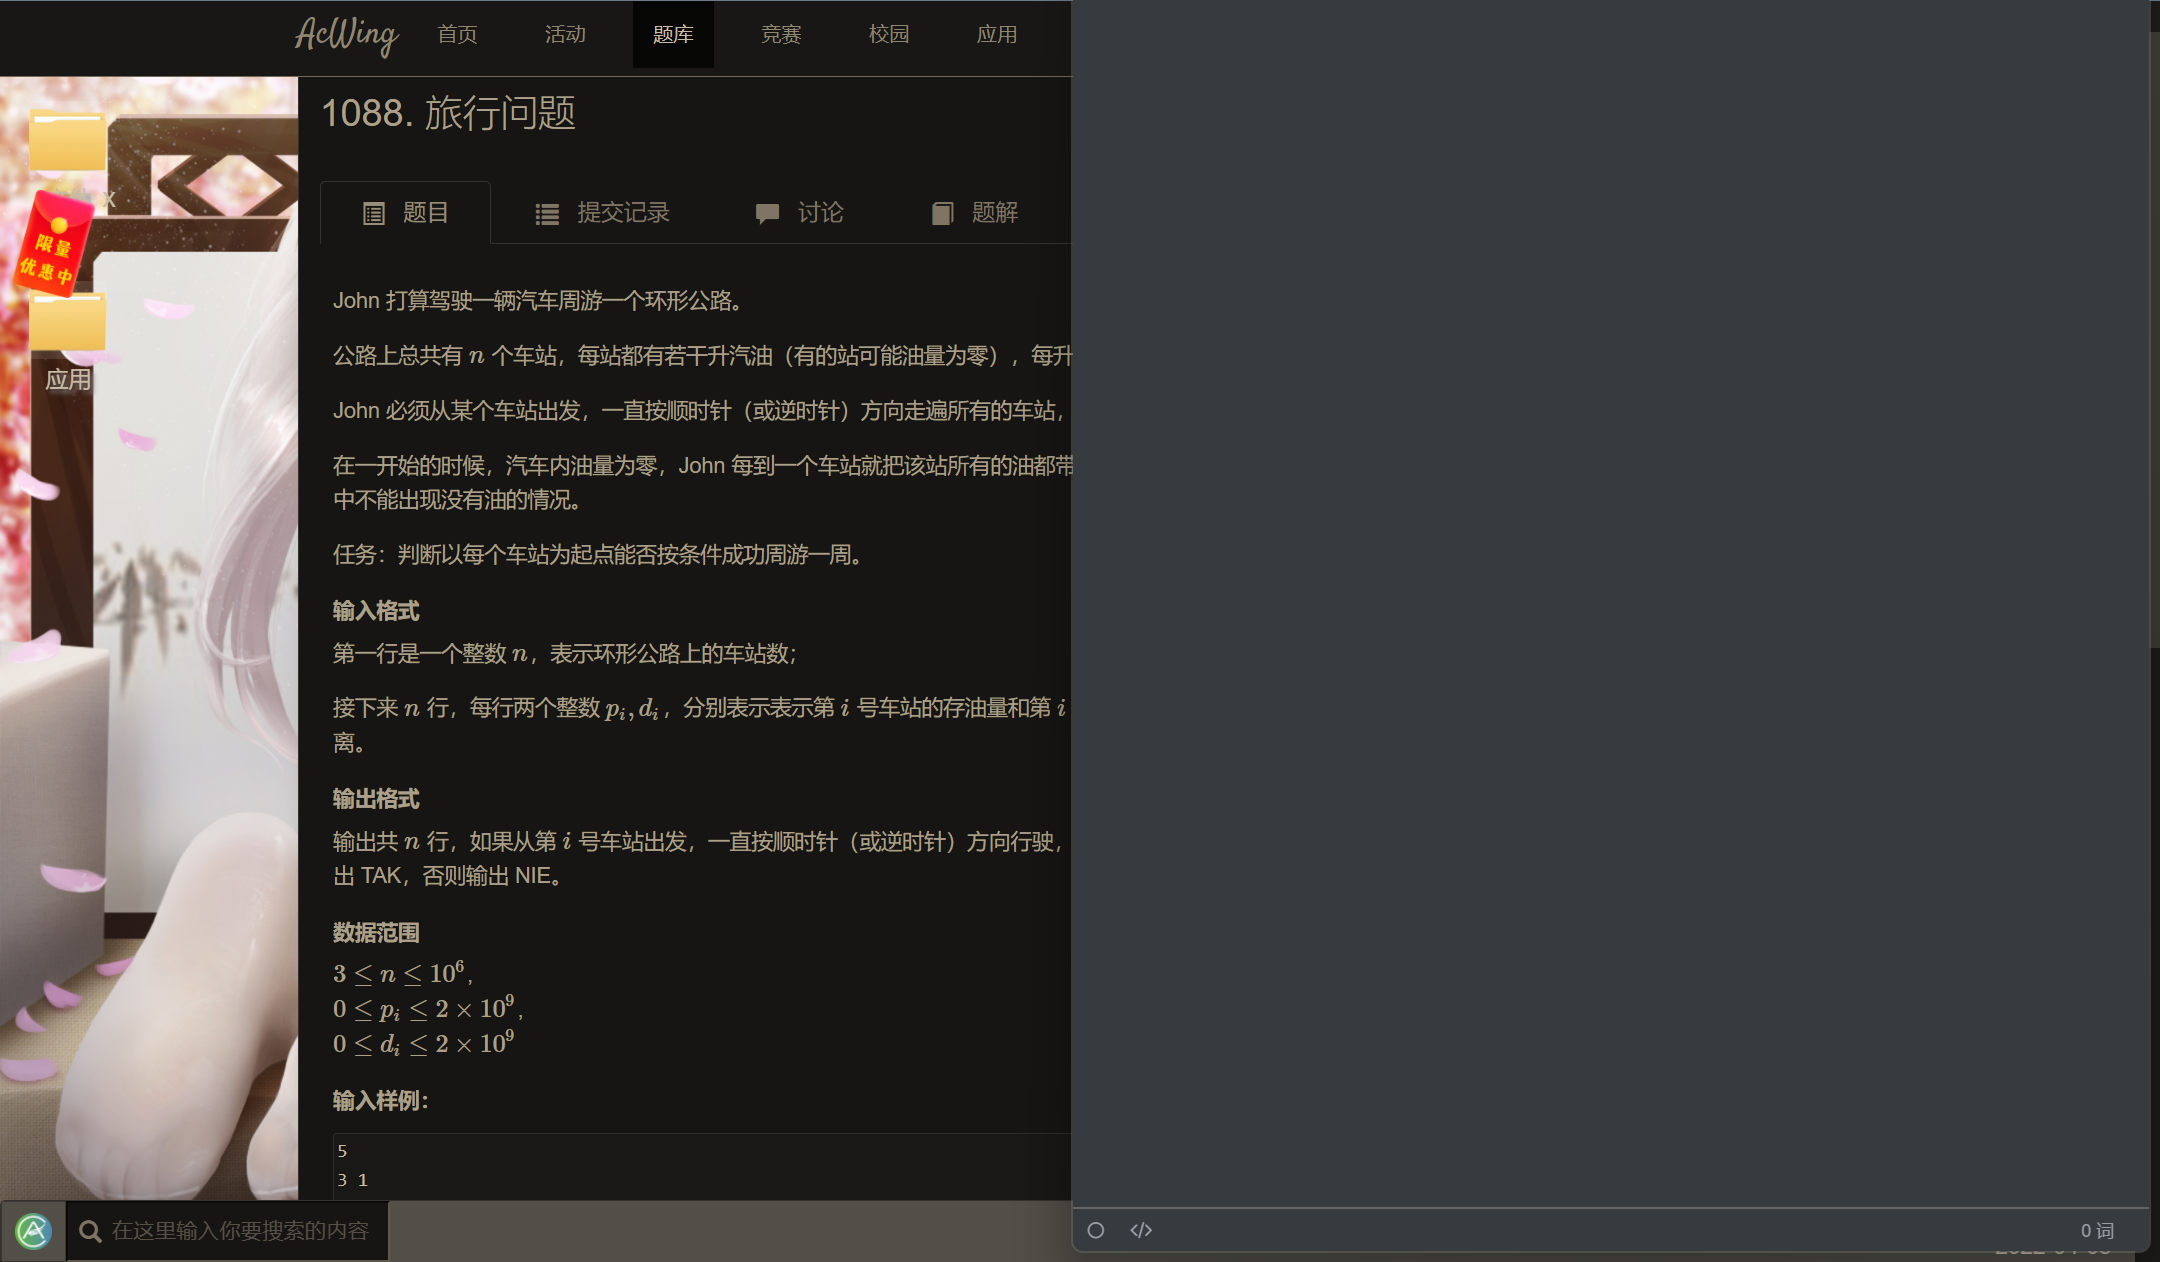 AcWing 首页 活动 题库 竞赛 校园 应用
1088. 旅行问题
题目 提交记录 讨论 题解
限量
优惠中
应用
John 打算驾驶一辆汽车周游一个环形公路。
公路上总共有 n 个车站，每站都有若干升汽油（有的站可能油量为零），每升
John 必须从某个车站出发，一直按顺时针（或逆时针）方向走遍所有的车站，
在一开始的时候，汽车内油量为零，John 每到一个车站就把该站所有的油都带
中不能出现没有油的情况。
任务：判断以每个车站为起点能否按条件成功周游一周。
输入格式
第一行是一个整数 n，表示环形公路上的车站数；
接下来 n 行，每行两个整数 p_i, d_i，分别表示表示第 i 号车站的存油量和第 i
离。
输出格式
输出共 n 行，如果从第 i 号车站出发，一直按顺时针（或逆时针）方向行驶，
出 TAK，否则输出 NIE。
数据范围
3 ≤ n ≤ 10^6,
0 ≤ p_i ≤ 2 × 10^9,
0 ≤ d_i ≤ 2 × 10^9
输入样例：
5
3 1
在这里输入你要搜索的内容
0 词